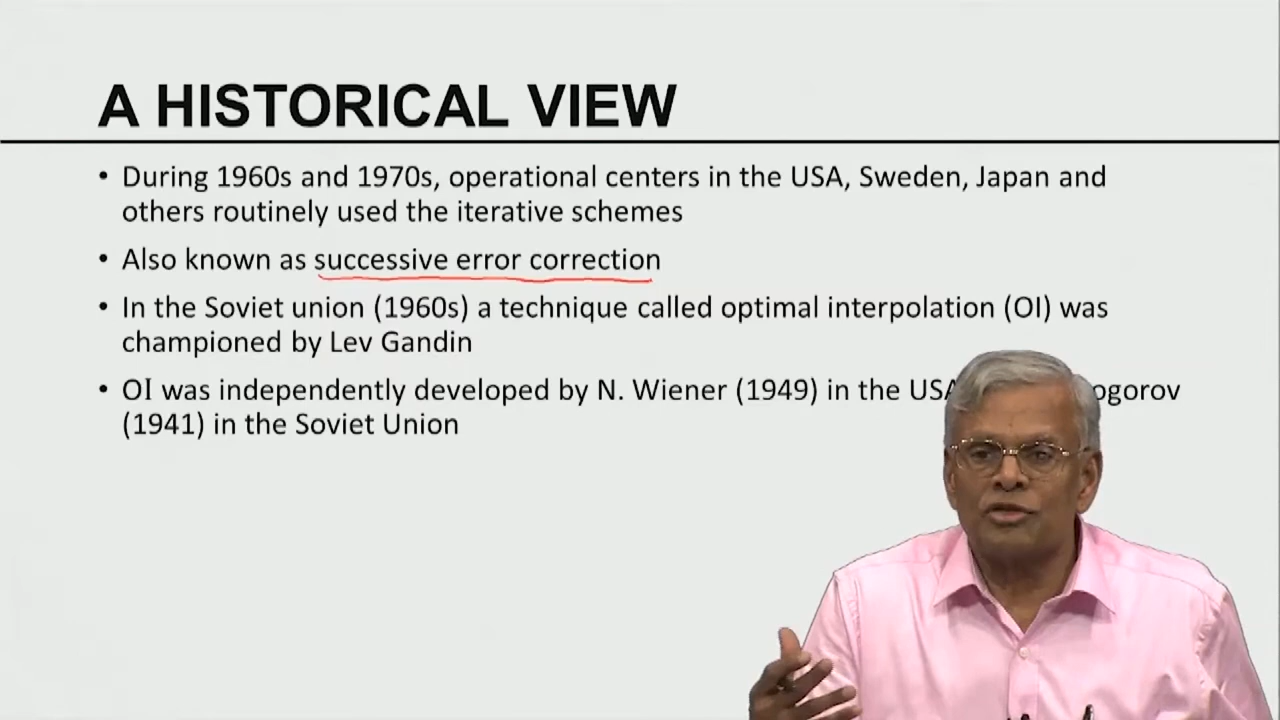 A HISTORICAL VIEW
• During 1960s and 1970s, operational centers in the USA, Sweden, Japan and
others routinely used the iterative schemes
• Also known as successive error correction
• In the Soviet union (1960s) a technique called optimal interpolation (OI) was
championed by Lev Gandin
• OI was independently developed by N. Wiener (1949) in the USA
(1941) in the Soviet Union